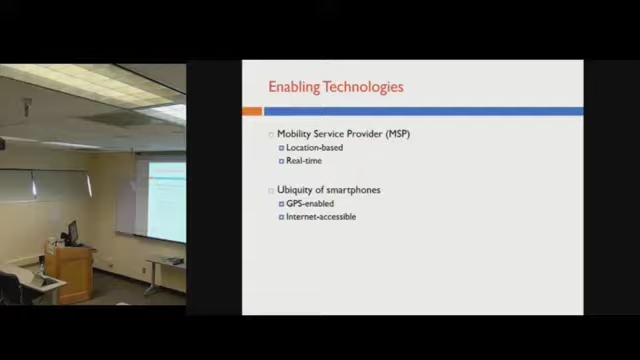 Enabling Technologies
Mobility Service Provider (MSP)
Location-based
Real-time
Ubiquity of smartphones
GPS-enabled
Internet-accessible